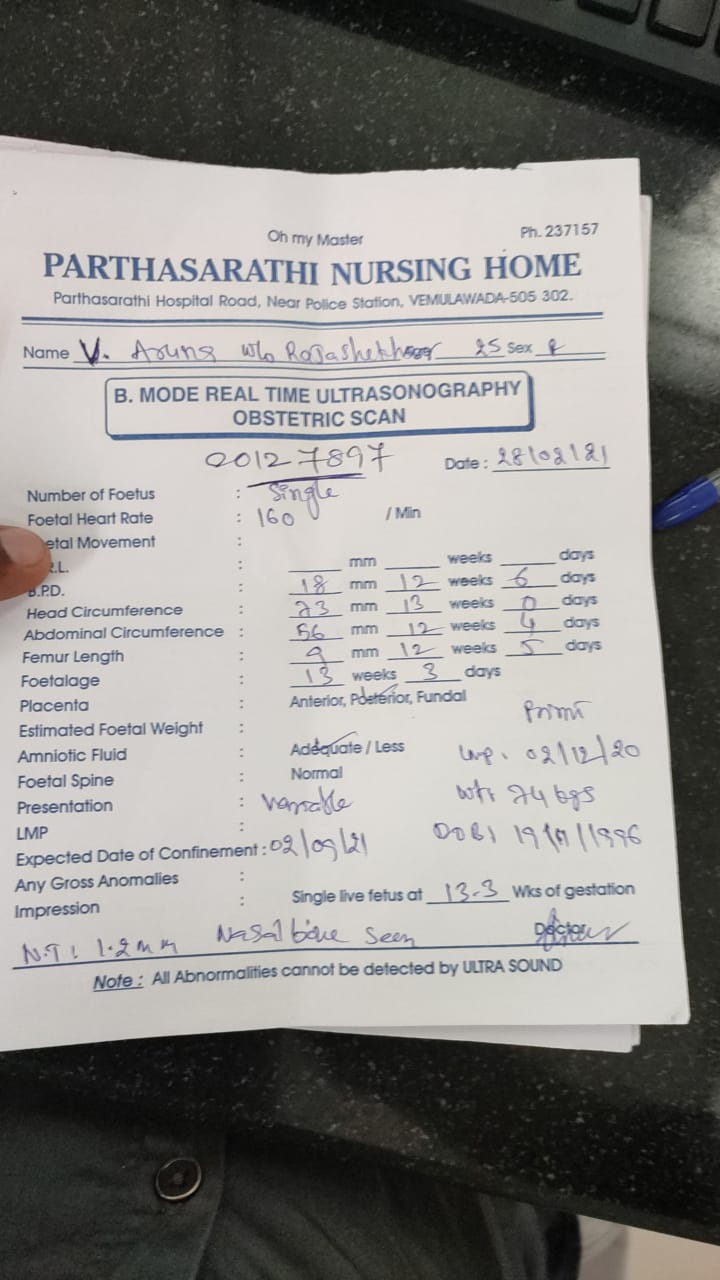 Oh my Master Ph. 237157
PARTHASARATHI NURSING HOME
Parthasarathi Hospital Road, Near Police Station, VEMULAWADA-505 302.
Name V. Aruna w/o Rajashekhar 25 Sex
B. MODE REAL TIME ULTRASONOGRAPHY
OBSTETRIC SCAN
20127897 Date : 28/02/21
Number of Foetus : Single
Foetal Heart Rate : 160 / Min
etal Movement :
R.L. : mm weeks days
B.P.D. : 18 mm 12 weeks 6 days
Head Circumference : 73 mm 13 weeks 0 days
Abdominal Circumference : 56 mm 12 weeks 4 days
Femur Length : 9 mm 12 weeks 5 days
Foetalage : 13 weeks 3 days
Placenta : Anterior, Posterior, Fundal
Estimated Foetal Weight : Primi
Amniotic Fluid : Adequate / Less LMP. 02/12/20
Foetal Spine : Normal
Presentation : Variable wt: 74 kgs
LMP :
Expected Date of Confinement : 02/09/21 DOB: 1996
Any Gross Anomalies :
Impression : Single live fetus at 13-3 Wks of gestation
N.T: 1.2mm Nasal bone seen Doctor
Note : All Abnormalities cannot be detected by ULTRA SOUND